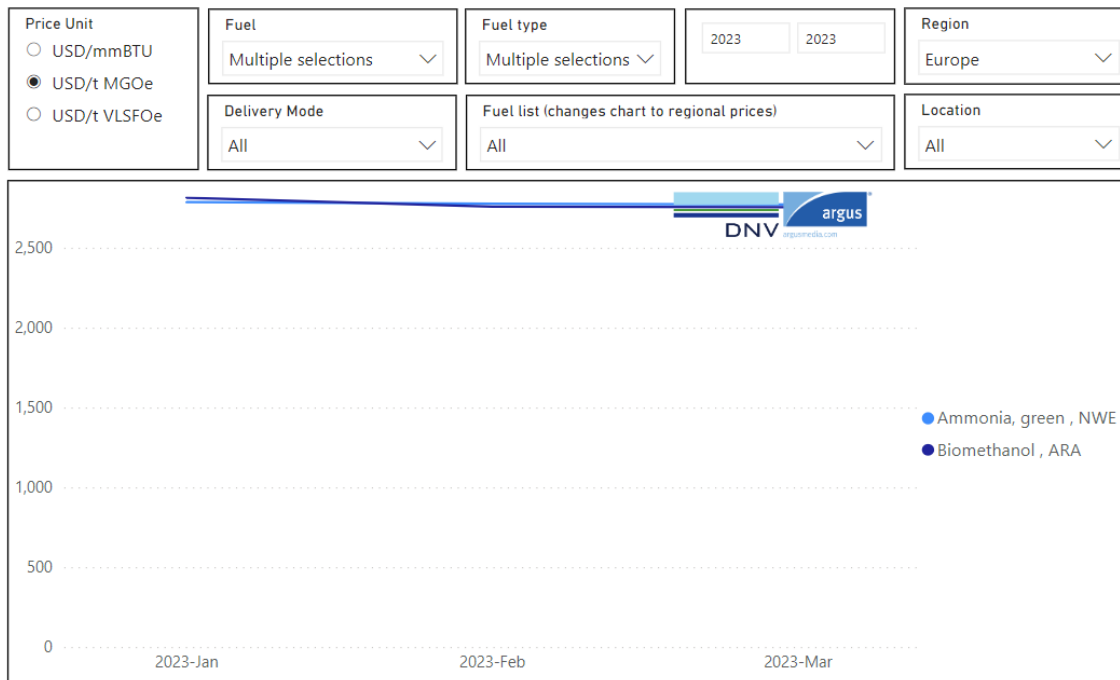 Price Unit
USD/mmBTU
USD/t MGOe
USD/t VLSFOe
Fuel
Multiple selections
Fuel type
Multiple selections
2023
2023
Region
Europe
Delivery Mode
All
Fuel list (changes chart to regional prices)
All
Location
All
DNV
argus
argusmedia.com
2,500
2,000
1,500
1,000
500
0
2023-Jan
2023-Feb
2023-Mar
Ammonia, green , NWE
Biomethanol , ARA